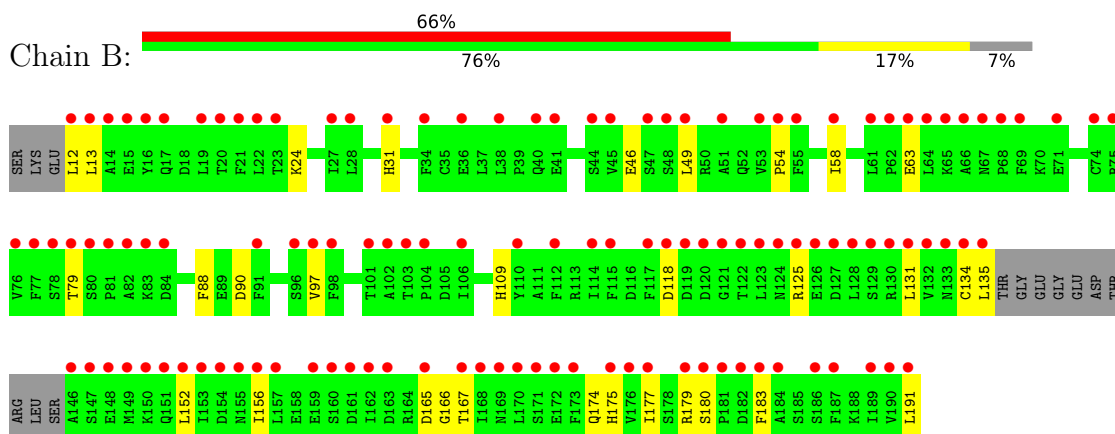 66%
Chain B:
76% 17% 7%
SER LYS GLU L12 L13 A14 E15 Y16 Q17 D18 L19 T20 F21 L22 T23 K24 I27 L28 H31 F34 C35 E36 L37 L38 P39 Q40 E41 S44 V45 E46 S47 S48 L49 R50 A51 Q52 V53 P54 F55 I58 L61 P62 E63 L64 K65 A66 N67 P68 F69 K70 E71 C74 R75
V76 F77 S78 T79 S80 P81 A82 K83 D84 F88 E89 D90 F91 S96 V97 F98 T101 A102 T103 P104 D105 I106 H109 Y110 A111 F112 R113 I114 F115 D116 F117 D118 D119 D120 G121 T122 L123 N124 R125 E126 D127 L128 S129 R130 L131 V132 N133 C134 L135 THR GLY GLU GLY GLU ASP THR
ARG LEU SER A146 S147 E148 M149 K150 Q151 L152 I153 D154 N155 I156 L157 E158 E159 S160 D161 I162 D163 R164 D165 G166 T167 I168 N169 L170 S171 E172 F173 Q174 H175 V176 I177 S178 R179 S180 P181 D182 F183 A184 S185 S186 F187 K188 I189 V190 L191